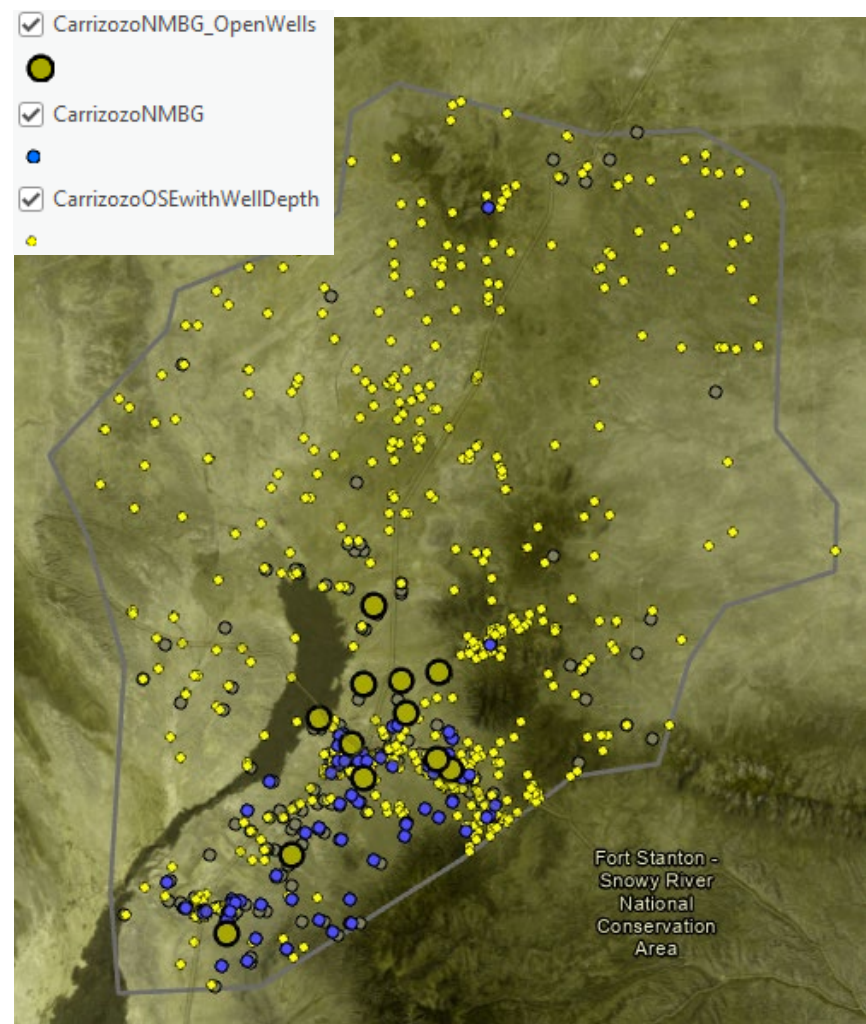 CarrizozoNMBG_OpenWells
CarrizozoNMBG
CarrizozoOSEwithWellDepth
Fort Stanton -
Snowy River
National
Conservation
Area